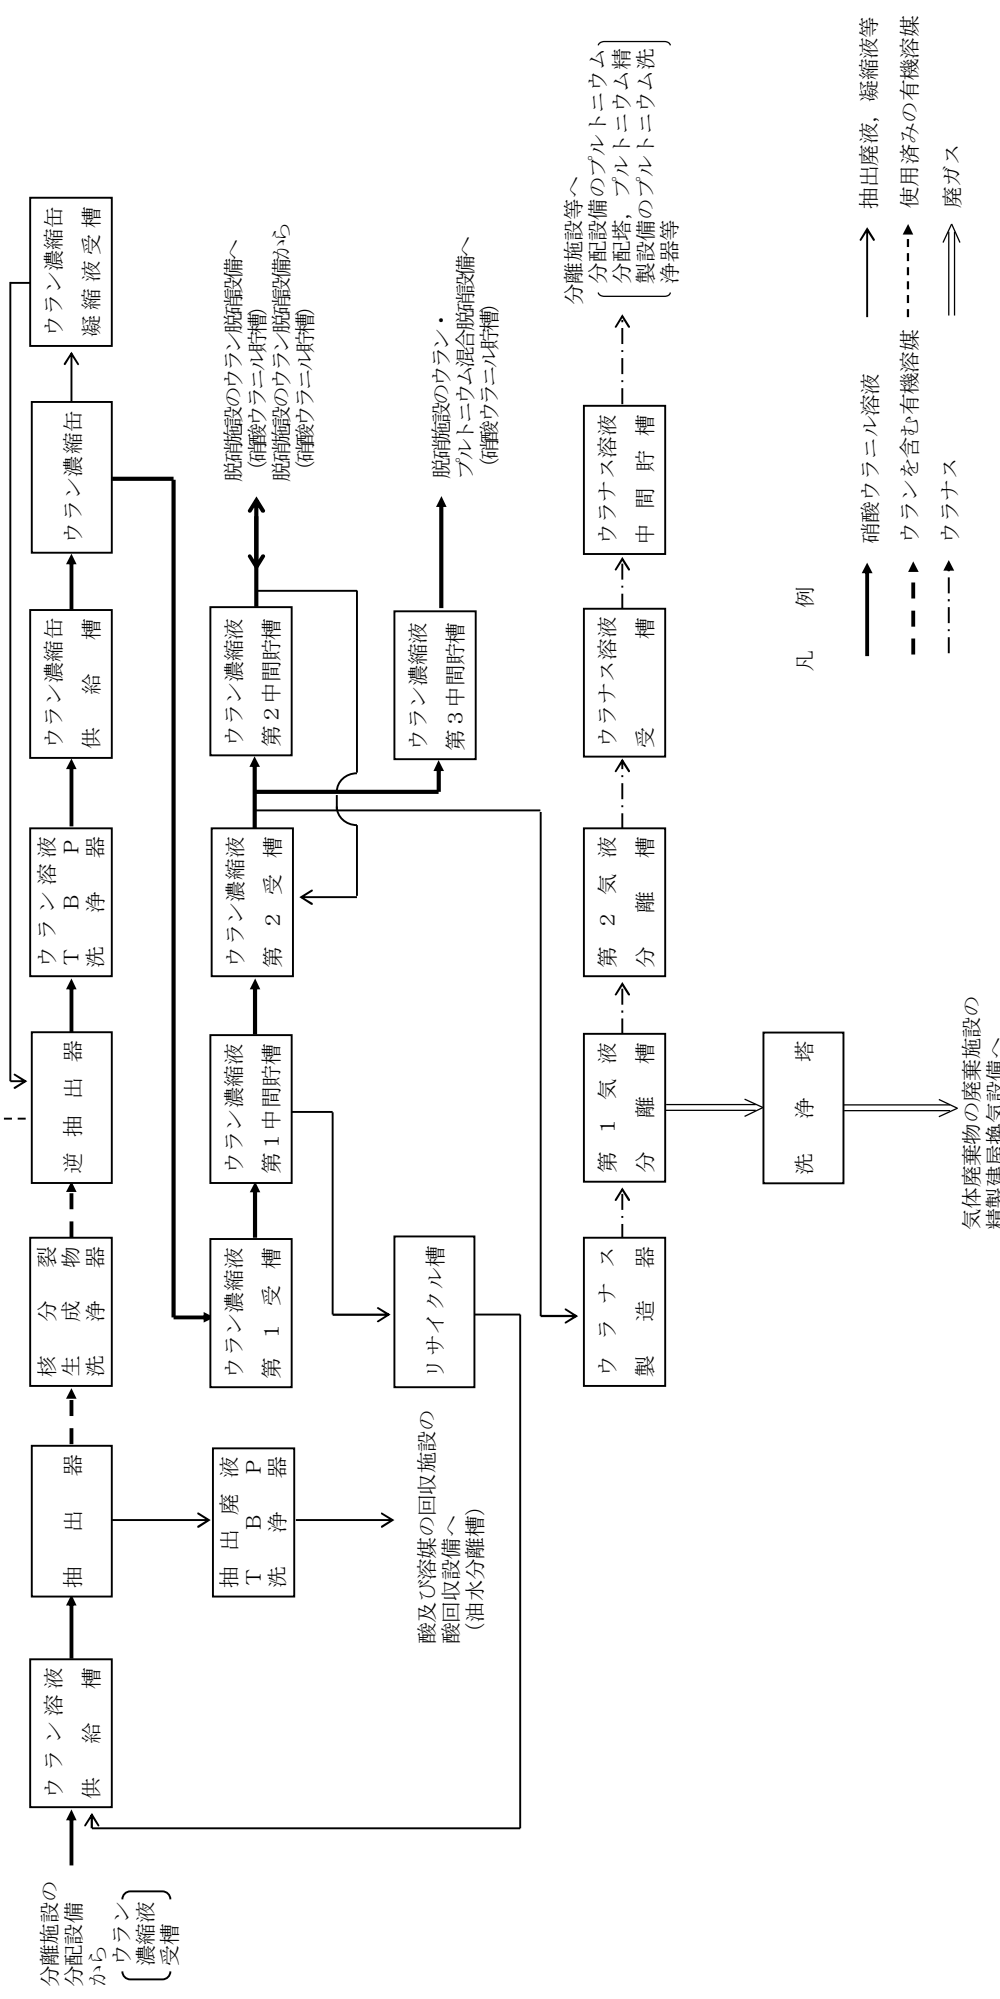 分離施設の
分配設備
から
ウラン
濃縮液
受槽
ウラン溶液
供給槽
抽出器
核分裂
生成物
洗浄器
逆抽出器
ウラン溶液
TBP
洗浄器
ウラン濃縮缶
供給槽
ウラン濃縮缶
ウラン濃縮缶
凝縮液受槽
抽出廃液
TBP
洗浄器
酸及び溶媒の回収施設の
酸回収設備へ
(油水分離槽)
ウラン濃縮液
第1受槽
ウラン濃縮液
第1中間貯槽
ウラン濃縮液
第2受槽
ウラン濃縮液
第2中間貯槽
脱硝施設のウラン脱硝設備へ
(硝酸ウラニル貯槽)
脱硝施設のウラン脱硝設備から
(硝酸ウラニル貯槽)
リサイクル槽
ウラン濃縮液
第3中間貯槽
脱硝施設のウラン・
プルトニウム混合脱硝設備へ
(硝酸ウラニル貯槽)
ウラナス
製造器
第1気液
分離槽
第2気液
分離槽
ウラナス溶液
受槽
ウラナス溶液
中間貯槽
分離施設等へ
分配設備のプルトニウム
分配塔,プルトニウム精
製設備のプルトニウム洗
浄器等
洗浄塔
気体廃棄物の廃棄施設の
精製建屋換気設備へ
凡例
硝酸ウラニル溶液
抽出廃液,凝縮液等
ウランを含む有機溶媒
使用済みの有機溶媒
ウラナス
廃ガス